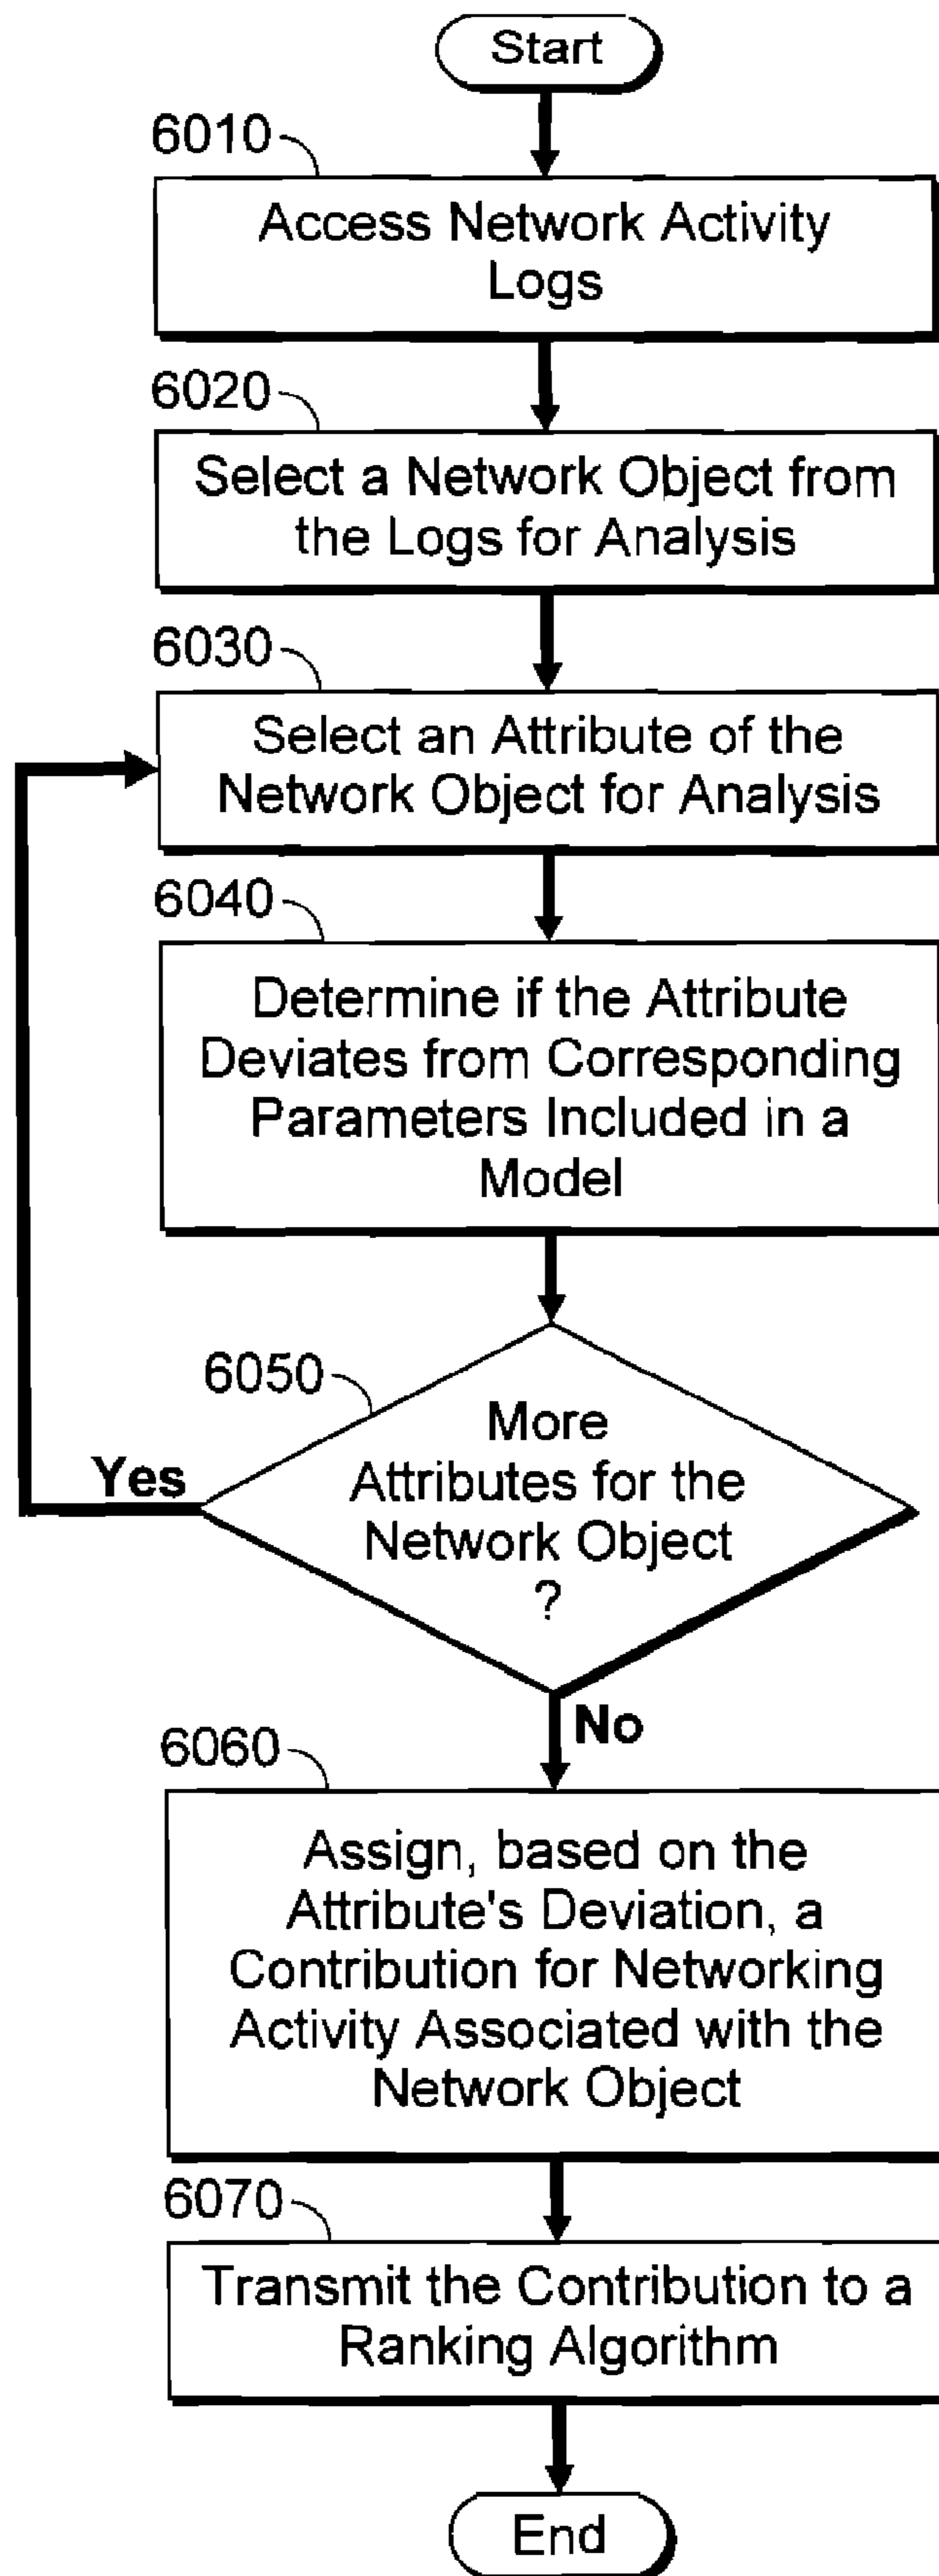 Start
6010
Access Network Activity
Logs
6020
Select a Network Object from
the Logs for Analysis
6030
Select an Attribute of the
Network Object for Analysis
6040
Determine if the Attribute
Deviates from Corresponding
Parameters Included in a
Model
6050
More
Attributes for the
Network Object
?
Yes
No
6060
Assign, based on the
Attribute's Deviation, a
Contribution for Networking
Activity Associated with the
Network Object
6070
Transmit the Contribution to a
Ranking Algorithm
End